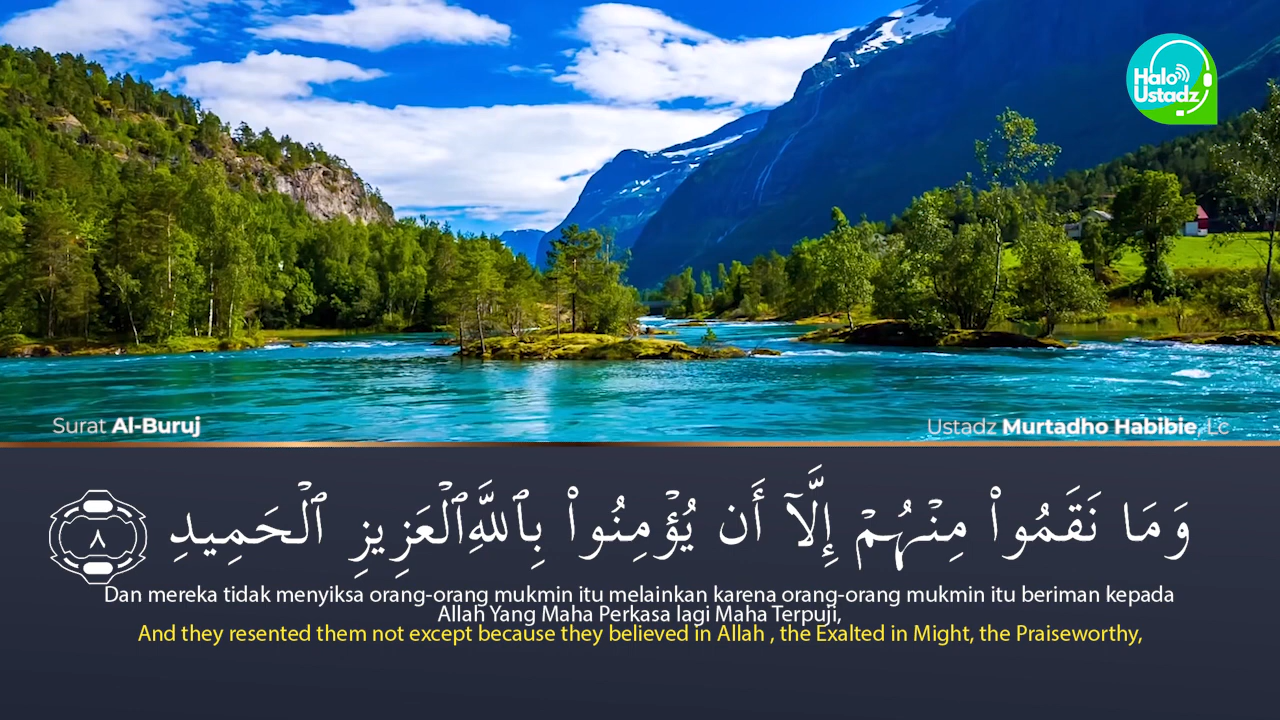 Halo
Ustadz
Surat Al-Buruj
Ustadz Murtadho Habibie, Lc
وَمَا نَقَمُوا۟ مِنْهُمْ إِلَّآ أَن يُؤْمِنُوا۟ بِٱللَّهِ ٱلْعَزِيزِ ٱلْحَمِيدِ ٨
Dan mereka tidak menyiksa orang-orang mukmin itu melainkan karena orang-orang mukmin itu beriman kepada
Allah Yang Maha Perkasa lagi Maha Terpuji,
And they resented them not except because they believed in Allah , the Exalted in Might, the Praiseworthy,